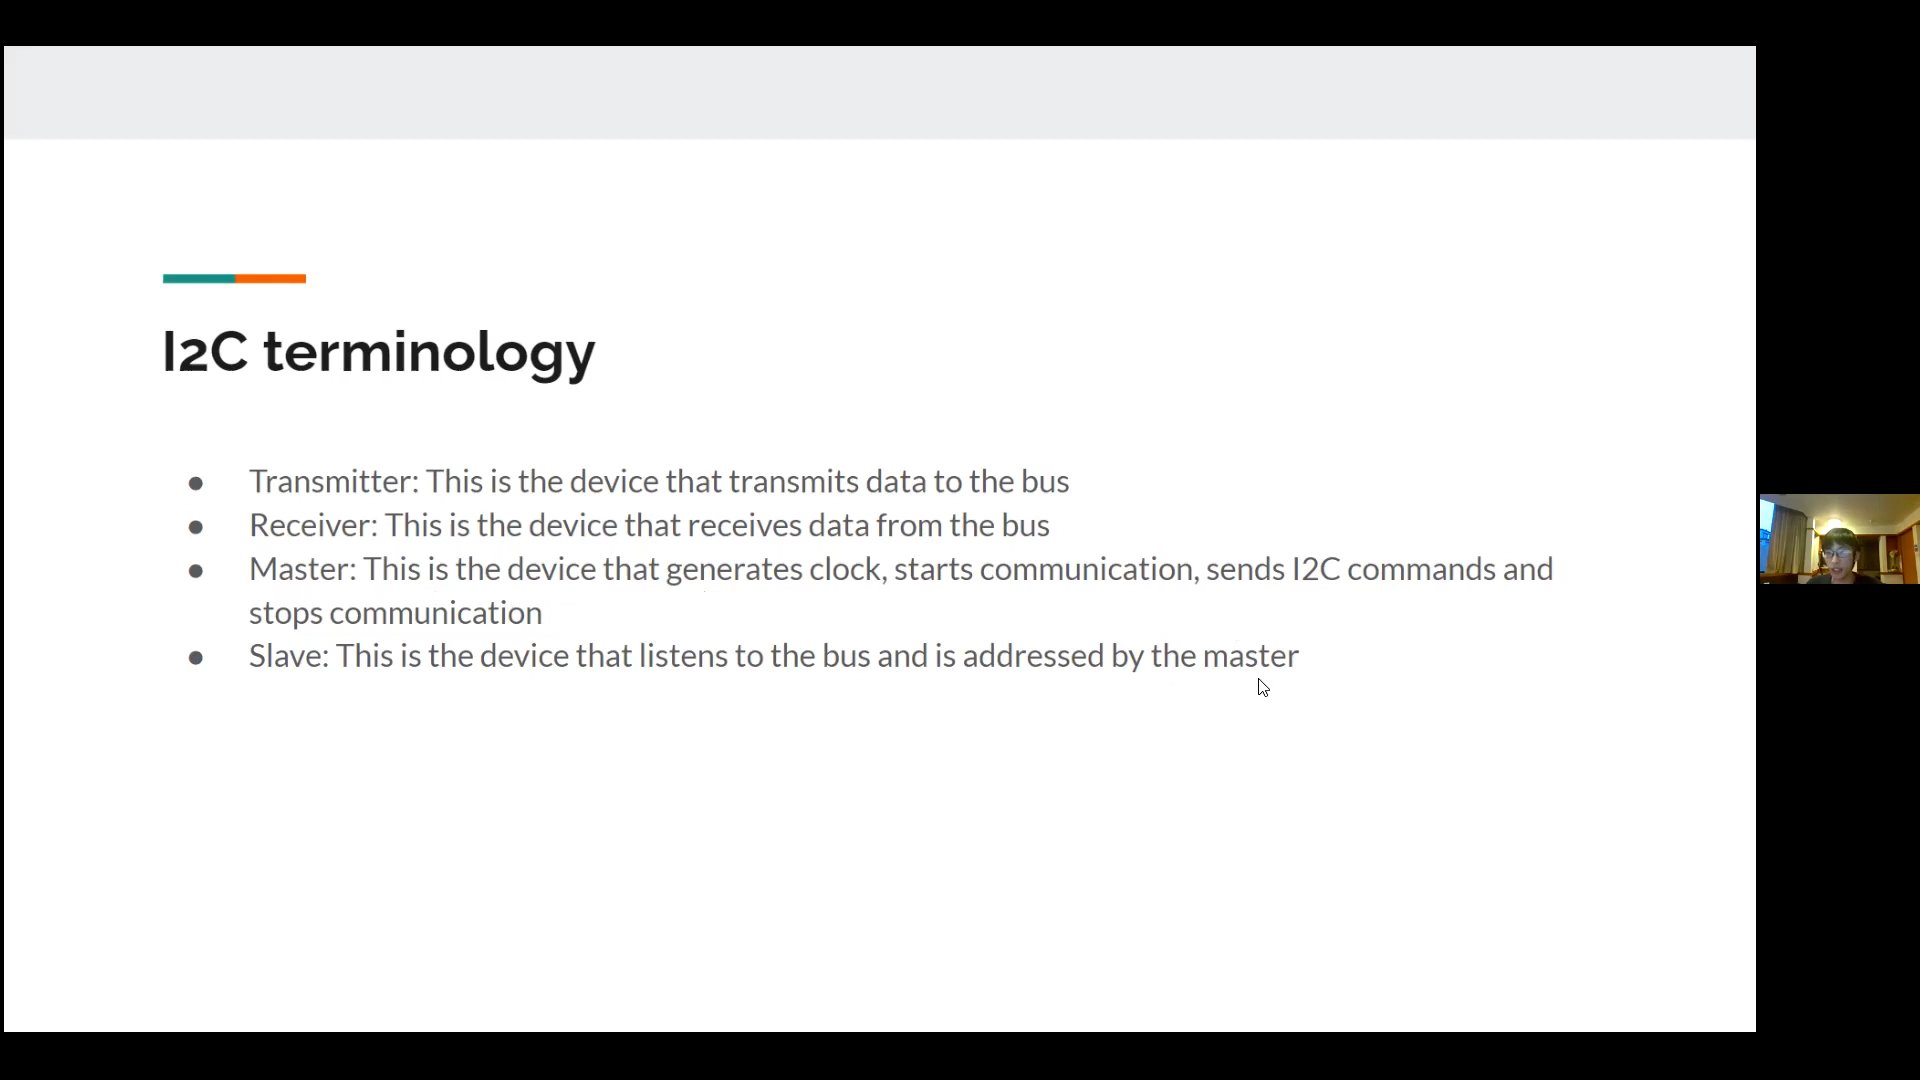 I2C terminology
● Transmitter: This is the device that transmits data to the bus
● Receiver: This is the device that receives data from the bus
● Master: This is the device that generates clock, starts communication, sends I2C commands and
stops communication
● Slave: This is the device that listens to the bus and is addressed by the master